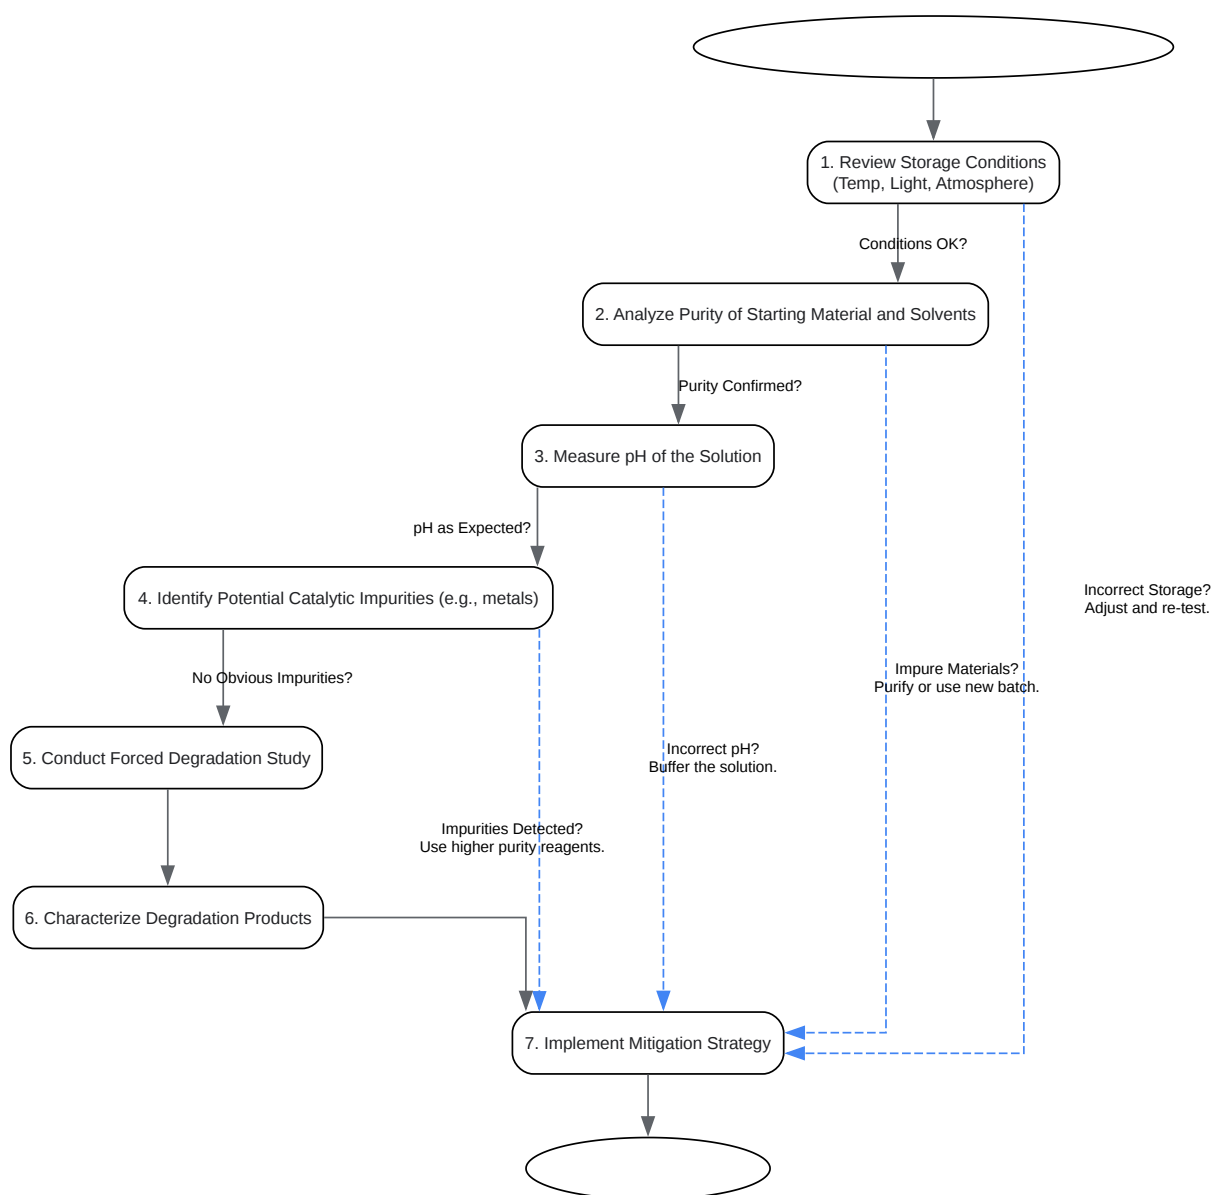 1. Review Storage Conditions
(Temp, Light, Atmosphere)
Conditions OK?
2. Analyze Purity of Starting Material and Solvents
Purity Confirmed?
3. Measure pH of the Solution
pH as Expected?
4. Identify Potential Catalytic Impurities (e.g., metals)
Incorrect Storage?
Adjust and re-test.
No Obvious Impurities?
Impure Materials?
Purify or use new batch.
5. Conduct Forced Degradation Study
Incorrect pH?
Buffer the solution.
Impurities Detected?
Use higher purity reagents.
6. Characterize Degradation Products
7. Implement Mitigation Strategy